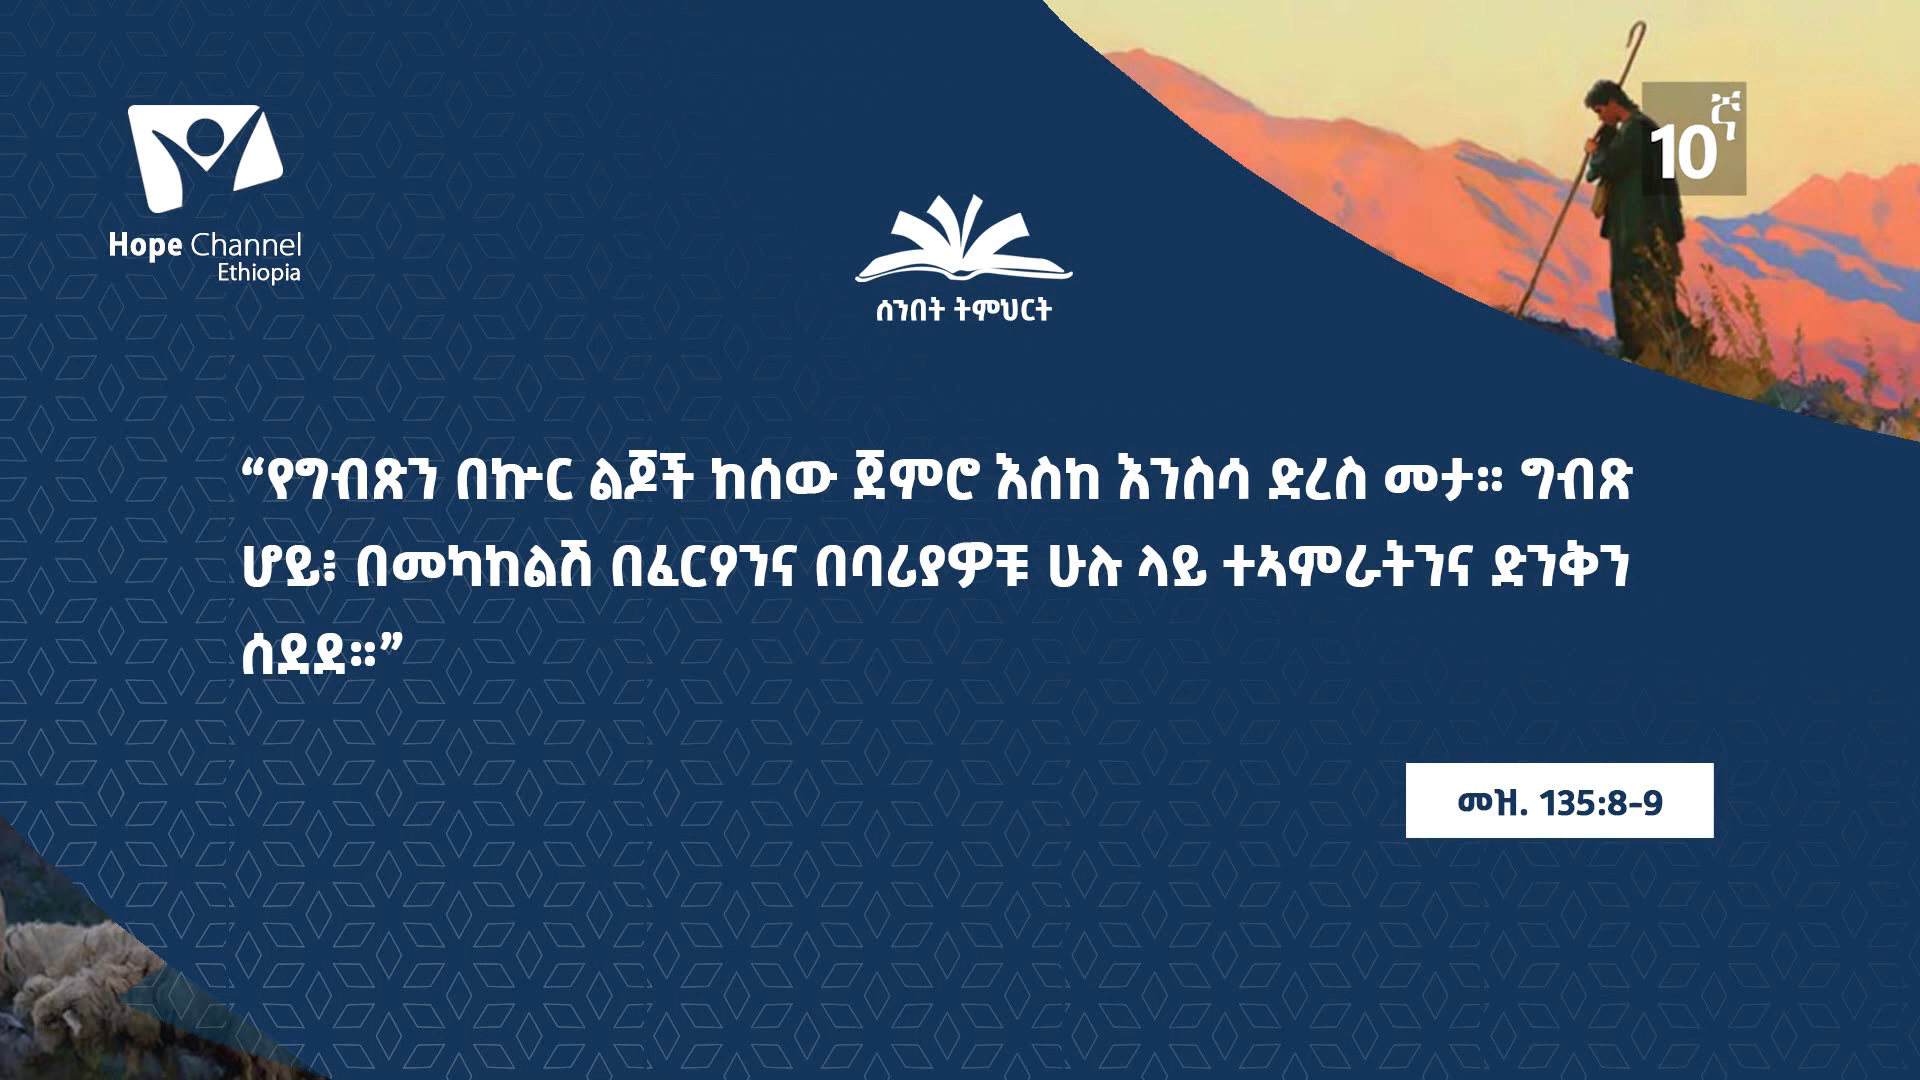 Hope Channel
Ethiopia
ሰንበት ትምህርት
10ኛ
“የግብጽን በኵር ልጆች ከሰው ጀምሮ እስከ እንስሳ ድረስ መታ። ግብጽ
ሆይ፥ በመካከልሽ በፈርዖንና በባሪያዎቹ ሁሉ ላይ ተኣምራትንና ድንቅን
ሰደደ።”
መዝ. 135:8-9